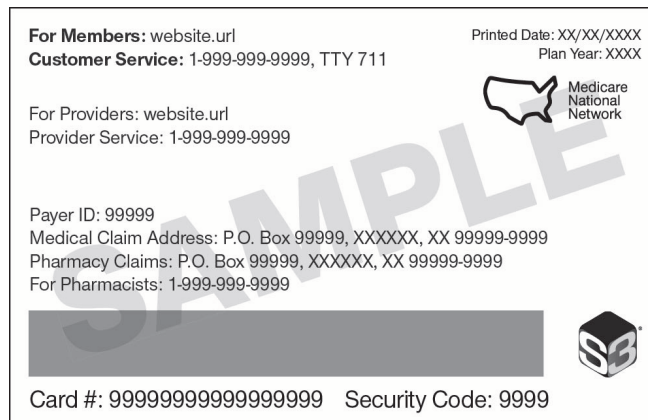 For Members: website.url
Customer Service: 1-999-999-9999, TTY 711
Printed Date: XX/XX/XXXX
Plan Year: XXXX
Medicare
National
Network
For Providers: website.url
Provider Service: 1-999-999-9999
SAMPLE
Payer ID: 99999
Medical Claim Address: P.O. Box 99999, XXXXXX, XX 99999-9999
Pharmacy Claims: P.O. Box 99999, XXXXXX, XX 99999-9999
For Pharmacists: 1-999-999-9999
S3
Card #: 99999999999999999 Security Code: 9999